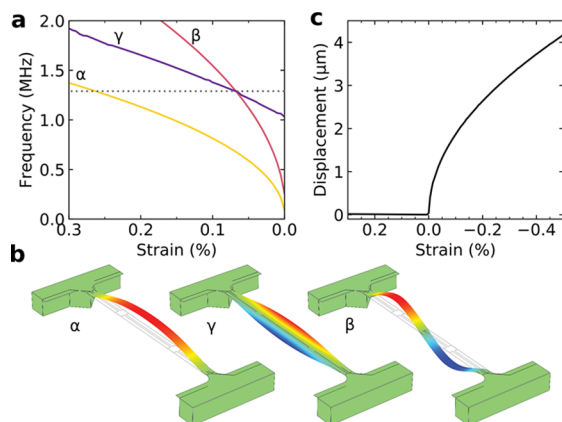 a
γ
β
α
Frequency (MHz)
2.0
1.5
1.0
0.5
0.0
0.3
0.2
0.1
0.0
Strain (%)
c
Displacement (μm)
4
3
2
1
0
0.2
0.0
−0.2
−0.4
Strain (%)
b
α
γ
β